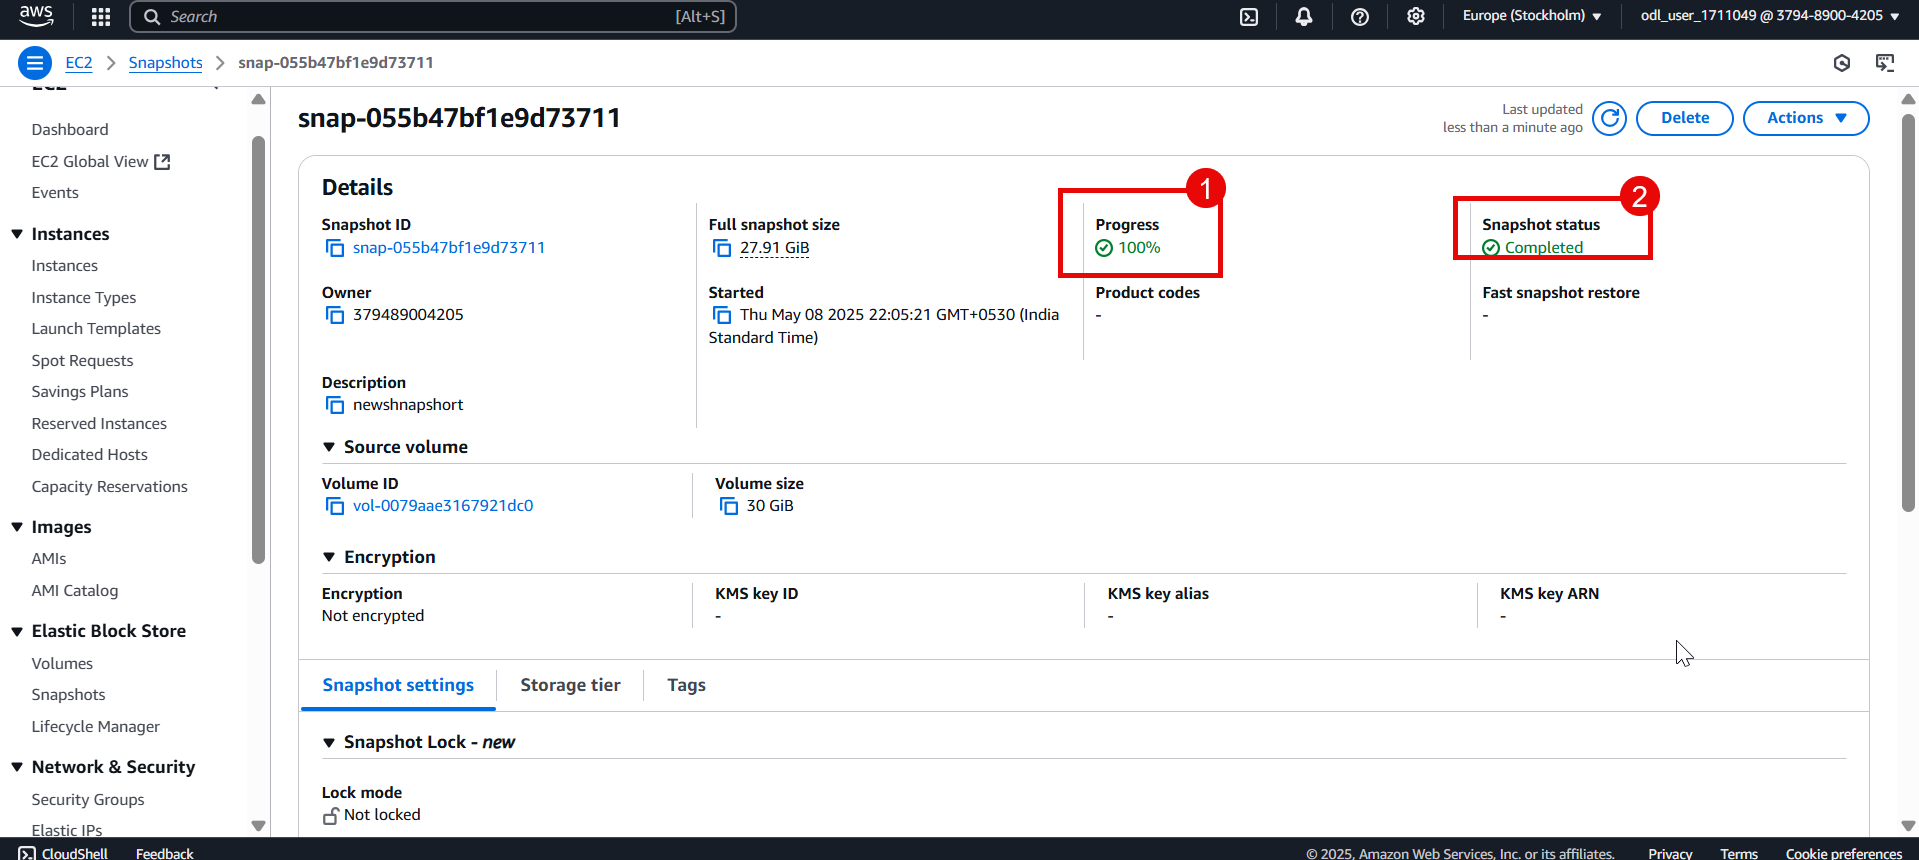 aws
Search
[Alt+S]
Europe (Stockholm)
odl_user_1711049 @ 3794-8900-4205
EC2
Snapshots
snap-055b47bf1e9d73711
EC2
Dashboard
EC2 Global View
Events
Instances
Instances
Instance Types
Launch Templates
Spot Requests
Savings Plans
Reserved Instances
Dedicated Hosts
Capacity Reservations
Images
AMIs
AMI Catalog
Elastic Block Store
Volumes
Snapshots
Lifecycle Manager
Network & Security
Security Groups
Elastic IPs
snap-055b47bf1e9d73711
Last updated
less than a minute ago
Delete
Actions
Details
Snapshot ID
snap-055b47bf1e9d73711
Full snapshot size
27.91 GiB
1
Progress
100%
2
Snapshot status
Completed
Owner
379489004205
Started
Thu May 08 2025 22:05:21 GMT+0530 (India
Standard Time)
Product codes
-
Fast snapshot restore
-
Description
newshnapshort
Source volume
Volume ID
vol-0079aae3167921dc0
Volume size
30 GiB
Encryption
Encryption
Not encrypted
KMS key ID
-
KMS key alias
-
KMS key ARN
-
Snapshot settings
Storage tier
Tags
Snapshot Lock - new
Lock mode
Not locked
CloudShell
Feedback
© 2025, Amazon Web Services, Inc. or its affiliates.
Privacy
Terms
Cookie preferences